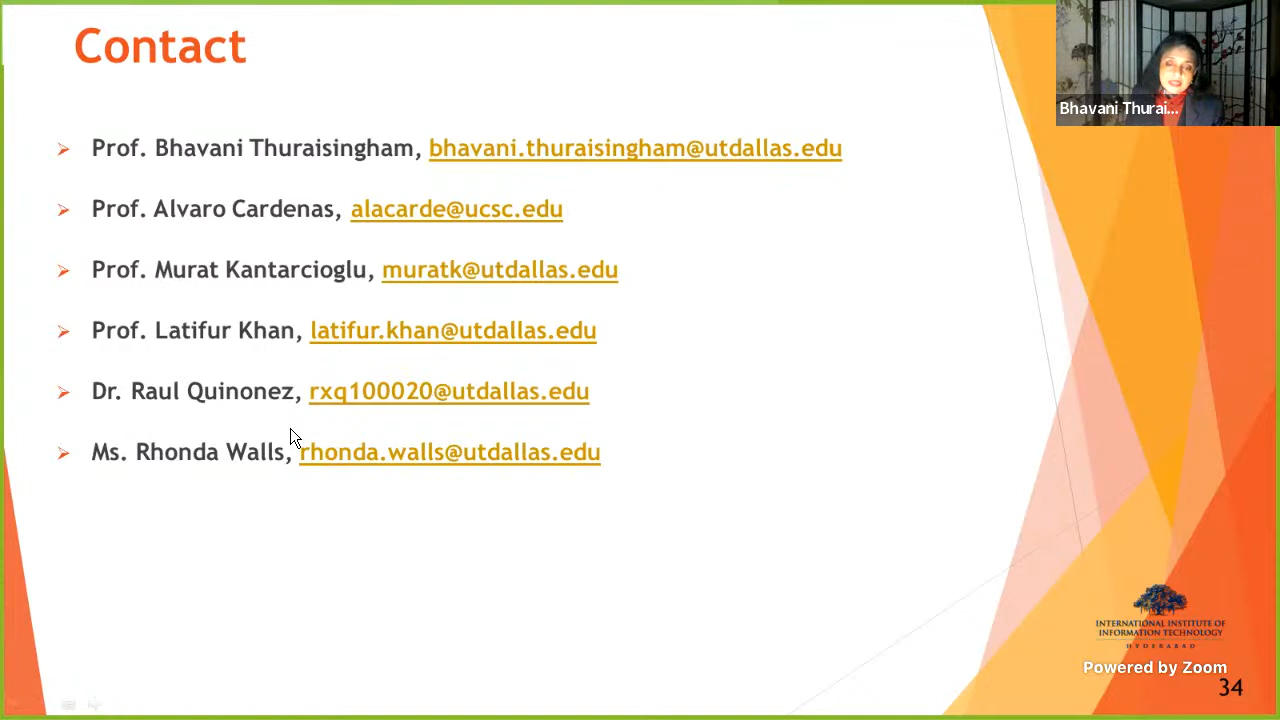 Contact
Bhavani Thurai...
Prof. Bhavani Thuraisingham, bhavani.thuraisingham@utdallas.edu
Prof. Alvaro Cardenas, alacarde@ucsc.edu
Prof. Murat Kantarcioglu, muratk@utdallas.edu
Prof. Latifur Khan, latifur.khan@utdallas.edu
Dr. Raul Quinonez, rxq100020@utdallas.edu
Ms. Rhonda Walls, rhonda.walls@utdallas.edu
INTERNATIONAL INSTITUTE OF
INFORMATION TECHNOLOGY
HYDERABAD
Powered by Zoom
34